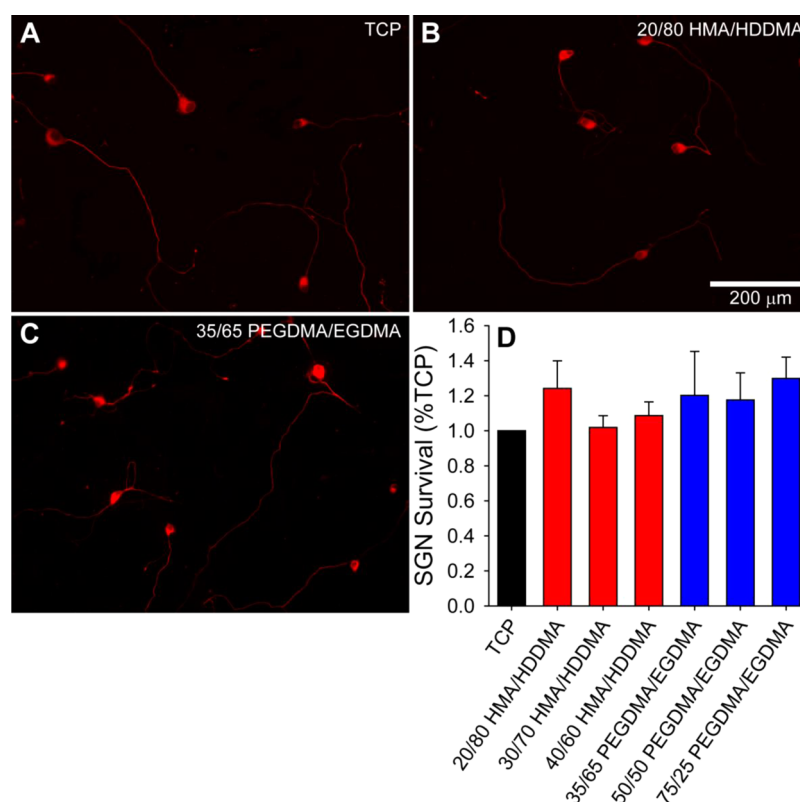 A
TCP
B
20/80 HMA/HDDMA
200 μm
C
35/65 PEGDMA/EGDMA
D
SGN Survival (%TCP)
1.6
1.4
1.2
1.0
0.8
0.6
0.4
0.2
0.0
TCP
20/80 HMA/HDDMA
30/70 HMA/HDDMA
40/60 HMA/HDDMA
35/65 PEGDMA/EGDMA
50/50 PEGDMA/EGDMA
75/25 PEGDMA/EGDMA